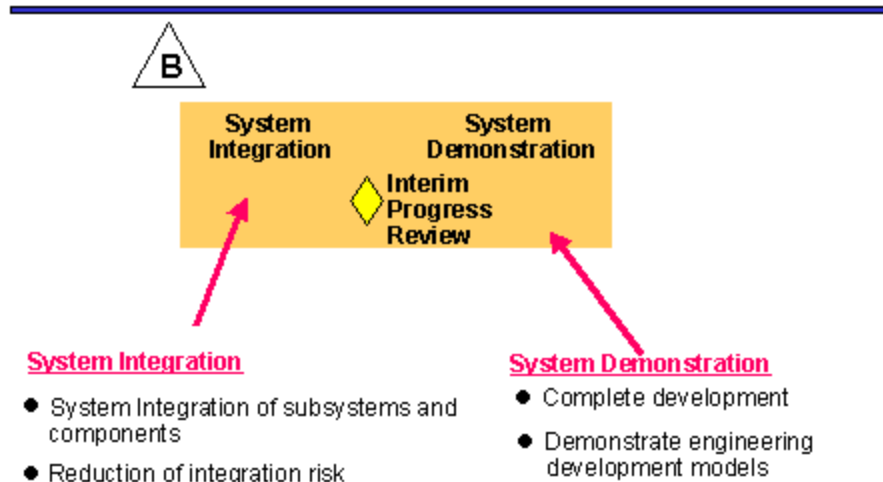 B
System
Integration
System
Demonstration
Interim
Progress
Review
System Integration
● System Integration of subsystems and
components
● Reduction of integration risk
System Demonstration
● Complete development
● Demonstrate engineering
development models